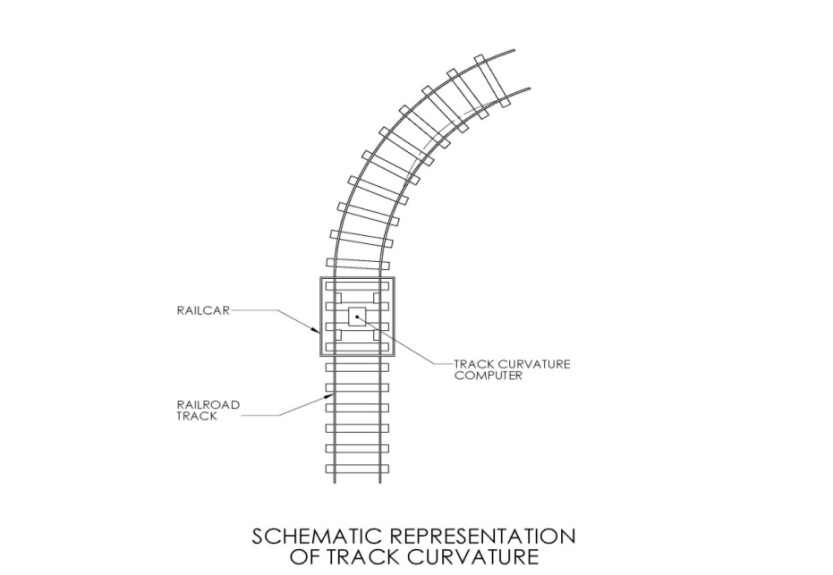 RAILCAR
TRACK CURVATURE
COMPUTER
RAILROAD
TRACK
SCHEMATIC REPRESENTATION
OF TRACK CURVATURE